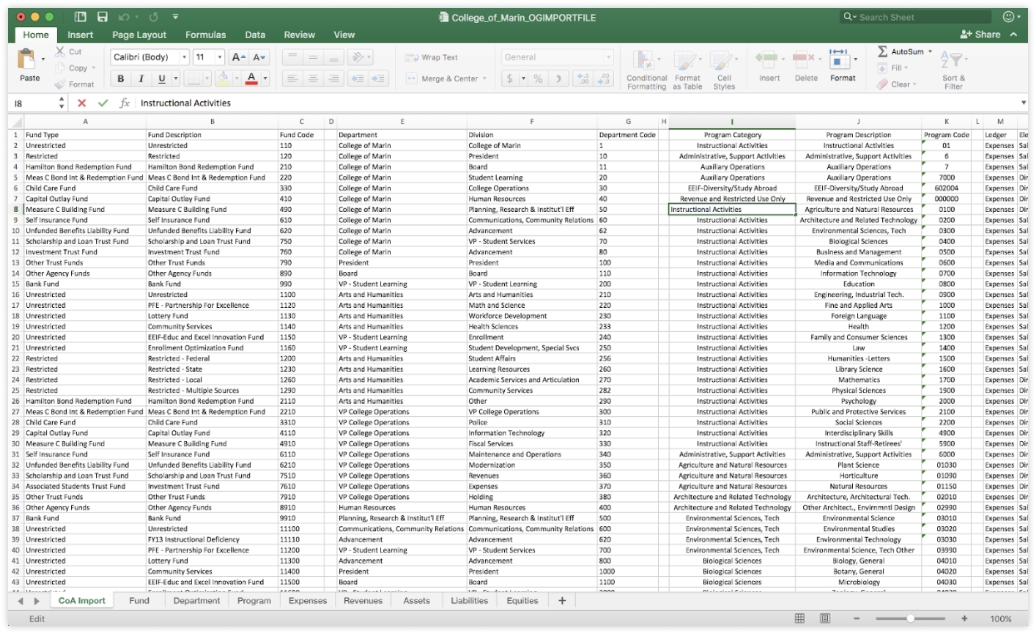 College_of_Marin_OGIMPORTFILE
Search Sheet
Home Insert Page Layout Formulas Data Review View Share
Paste Cut Copy Format
Calibri (Body) 11 A A
B I U A
Wrap Text
Merge & Center
General
$ % )
Conditional Formatting Format as Table Cell Styles
Insert Delete Format
AutoSum Fill Clear
Sort & Filter
I8 fx Instructional Activities
A B C D E F G H I J K L M
1 Fund Type Fund Description Fund Code Department Division Department Code Program Category Program Description Program Code Ledger Ele
2 Unrestricted Unrestricted 110 College of Marin College of Marin 1 Instructional Activities Instructional Activities 01 Expenses Sal
3 Restricted Restricted 120 College of Marin President 10 Administrative, Support Activities Administrative, Support Activities 6 Expenses Sal
4 Hamilton Bond Redemption Fund Hamilton Bond Redemption Fund 210 College of Marin Board 11 Auxiliary Operations Auxiliary Operations 7 Expenses Dir
5 Meas C Bond Int & Redemption Fund Meas C Bond Int & Redemption Fund 220 College of Marin Student Learning 20 Auxiliary Operations Auxiliary Operations 7000 Expenses Dir
6 Child Care Fund Child Care Fund 330 College of Marin College Operations 30 EEIF-Diversity/Study Abroad EEIF-Diversity/Study Abroad 602004 Expenses Dir
7 Capital Outlay Fund Capital Outlay Fund 410 College of Marin Human Resources 40 Revenue and Restricted Use Only Revenue and Restricted Use Only 000000 Expenses Sal
8 Measure C Building Fund Measure C Building Fund 490 College of Marin Planning, Research & Institut'l Eff 50 Instructional Activities Agriculture and Natural Resources 0100 Expenses Sal
9 Self Insurance Fund Self Insurance Fund 610 College of Marin Communications, Community Relations 60 Instructional Activities Architecture and Related Technology 0200 Expenses Sal
10 Unfunded Benefits Liability Fund Unfunded Benefits Liability Fund 620 College of Marin Advancement 62 Instructional Activities Environmental Sciences, Tech 0300 Expenses Sal
11 Scholarship and Loan Trust Fund Scholarship and Loan Trust Fund 750 College of Marin VP - Student Services 70 Instructional Activities Biological Sciences 0400 Expenses Sal
12 Investment Trust Fund Investment Trust Fund 760 College of Marin Advancement 80 Instructional Activities Business and Management 0500 Expenses Sal
13 Other Trust Funds Other Trust Funds 790 President President 100 Instructional Activities Media and Communications 0600 Expenses Sal
14 Other Agency Funds Other Agency Funds 890 Board Board 110 Instructional Activities Information Technology 0700 Expenses Sal
15 Bank Fund Bank Fund 990 VP - Student Learning VP - Student Learning 200 Instructional Activities Education 0800 Expenses Sal
16 Unrestricted Unrestricted 1100 Arts and Humanities Arts and Humanities 210 Instructional Activities Engineering, Industrial Tech. 0900 Expenses Sal
17 Unrestricted PFE - Partnership For Excellence 1120 Arts and Humanities Math and Science 220 Instructional Activities Fine and Applied Arts 1000 Expenses Sal
18 Unrestricted Lottery Fund 1130 Arts and Humanities Workforce Development 230 Instructional Activities Foreign Language 1100 Expenses Sal
19 Unrestricted Community Services 1140 Arts and Humanities Health Sciences 233 Instructional Activities Health 1200 Expenses Sal
20 Unrestricted EEIF-Educ and Excel Innovation Fund 1150 VP - Student Learning Enrollment 240 Instructional Activities Family and Consumer Sciences 1300 Expenses Sal
21 Unrestricted Enrollment Optimization Fund 1160 VP - Student Learning Student Development, Special Svcs 250 Instructional Activities Law 1400 Expenses Sal
22 Restricted Restricted - Federal 1200 Arts and Humanities Student Affairs 256 Instructional Activities Humanities -Letters 1500 Expenses Sal
23 Restricted Restricted - State 1230 Arts and Humanities Learning Resources 260 Instructional Activities Library Science 1600 Expenses Sal
24 Restricted Restricted - Local 1260 Arts and Humanities Academic Services and Articulation 270 Instructional Activities Mathematics 1700 Expenses Sal
25 Restricted Restricted - Multiple Sources 1290 Arts and Humanities Community Services 282 Instructional Activities Physical Sciences 1900 Expenses Sal
26 Hamilton Bond Redemption Fund Hamilton Bond Redemption Fund 2110 Arts and Humanities Other 290 Instructional Activities Psychology 2000 Expenses Dir
27 Meas C Bond Int & Redemption Fund Meas C Bond Int & Redemption Fund 2210 VP College Operations VP College Operations 300 Instructional Activities Public and Protective Services 2100 Expenses Dir
28 Child Care Fund Child Care Fund 3310 VP College Operations Police 310 Instructional Activities Social Sciences 2200 Expenses Sal
29 Capital Outlay Fund Capital Outlay Fund 4110 VP College Operations Information Technology 320 Instructional Activities Interdisciplinary Skills 4900 Expenses Sal
30 Measure C Building Fund Measure C Building Fund 4910 VP College Operations Fiscal Services 330 Instructional Activities Instructional Staff-Retirees' 5900 Expenses Sal
31 Self Insurance Fund Self Insurance Fund 6110 VP College Operations Maintenance and Operations 340 Administrative, Support Activities Administrative, Support Activities 6000 Expenses Dir
32 Unfunded Benefits Liability Fund Unfunded Benefits Liability Fund 6210 VP College Operations Modernization 350 Agriculture and Natural Resources Plant Science 01030 Expenses Sal
33 Scholarship and Loan Trust Fund Scholarship and Loan Trust Fund 7510 VP College Operations Revenues 360 Agriculture and Natural Resources Horticulture 01090 Expenses Sal
34 Associated Students Trust Fund Investment Trust Fund 7610 VP College Operations Expenses 370 Agriculture and Natural Resources Natural Resources 01150 Expenses Sal
35 Other Trust Funds Other Trust Funds 7910 VP College Operations Holding 380 Architecture and Related Technology Architecture, Architectural Tech. 02010 Expenses Sal
36 Other Agency Funds Other Agency Funds 8910 Human Resources Human Resources 400 Architecture and Related Technology Other Architect., Envirnmntl Design 02990 Expenses Sal
37 Bank Fund Bank Fund 9910 Planning, Research & Institut'l Eff Planning, Research & Institut'l Eff 500 Environmental Sciences, Tech Environmental Science 03010 Expenses Sal
38 Unrestricted Unrestricted 11100 Communications, Community Relations Communications, Community Relations 600 Environmental Sciences, Tech Environmental Studies 03020 Expenses Sal
39 Unrestricted FY13 Instructional Deficiency 11110 Advancement Advancement 620 Environmental Sciences, Tech Environmental Technology 03030 Expenses Dir
40 Unrestricted PFE - Partnership For Excellence 11200 VP - Student Learning VP - Student Services 700 Environmental Sciences, Tech Environmental Science, Tech Other 03990 Expenses Sal
41 Unrestricted Lottery Fund 11300 Advancement Advancement 800 Biological Sciences Biology, General 04010 Expenses Sal
42 Unrestricted Community Services 11400 President President 1000 Biological Sciences Botany, General 04020 Expenses Sal
43 Unrestricted EEIF-Educ and Excel Innovation Fund 11500 Board Board 1100 Biological Sciences Microbiology 04030 Expenses Sal
CoA Import Fund Department Program Expenses Revenues Assets Liabilities Equities +
Edit 100%